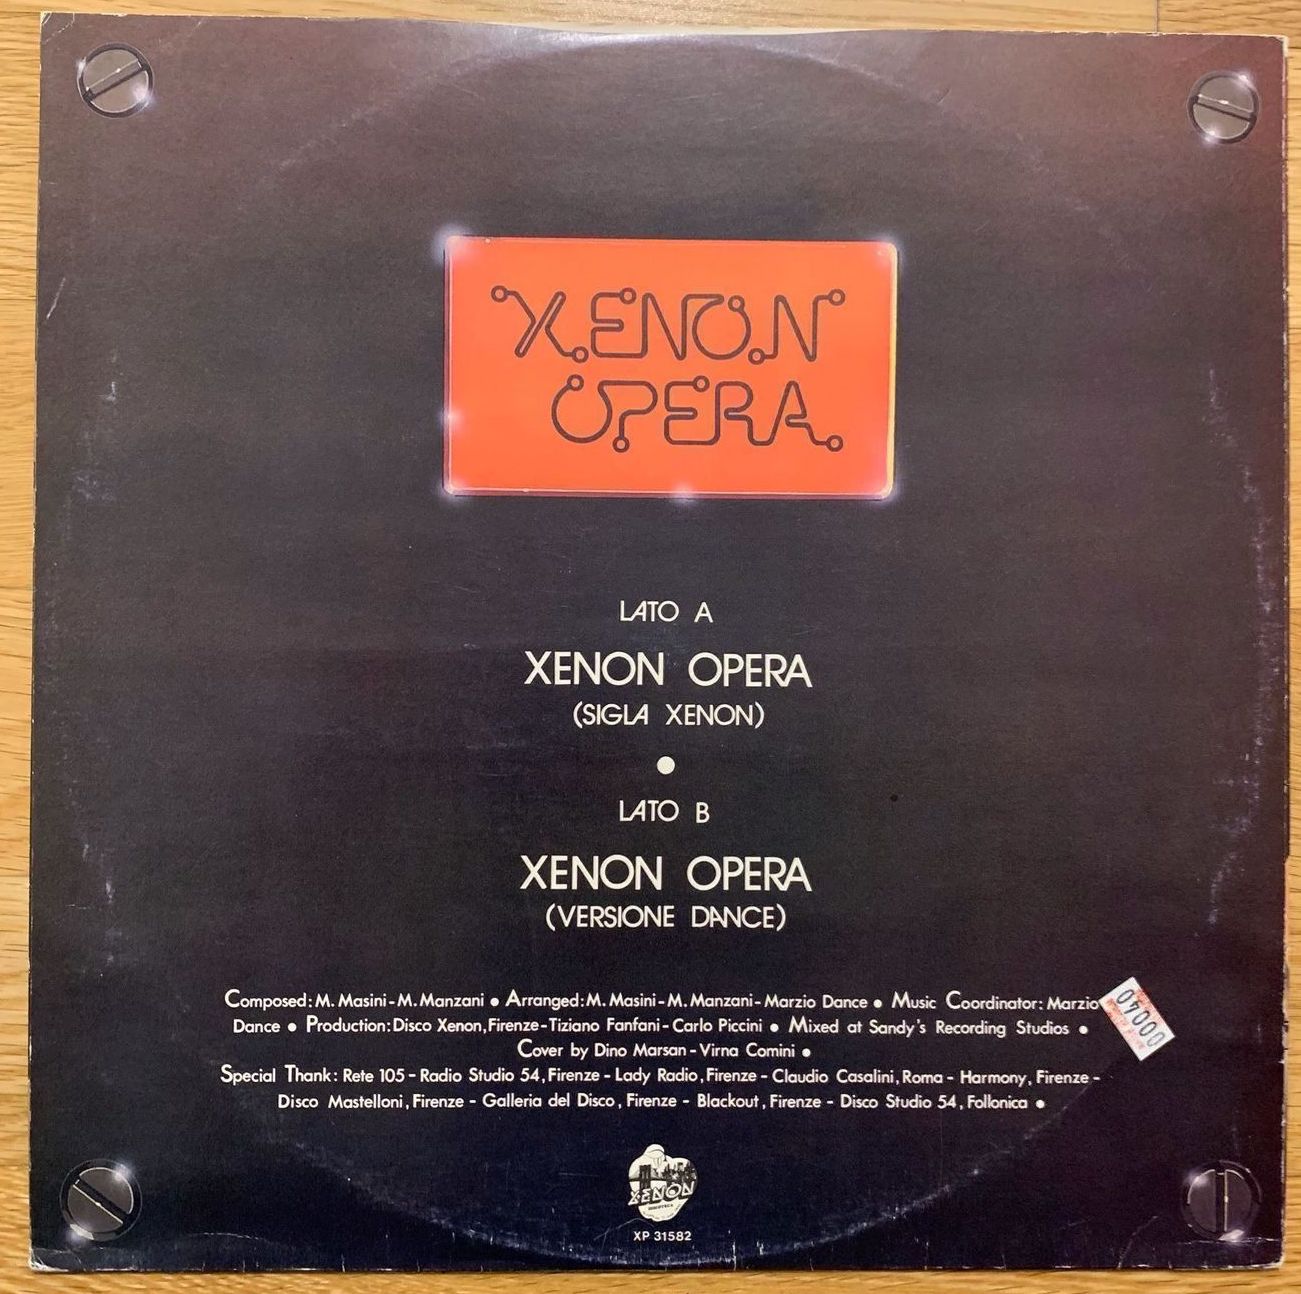 XENON
OPERA
LATO A
XENON OPERA
(SIGLA XENON)
LATO B
XENON OPERA
(VERSIONE DANCE)
Composed: M. Masini - M. Manzani • Arranged: M. Masini - M. Manzani - Marzio Dance • Music Coordinator: Marzio
Dance • Production: Disco Xenon, Firenze - Tiziano Fanfani - Carlo Piccini • Mixed at Sandy's Recording Studios •
Cover by Dino Marsan - Virna Comini •
Special Thank: Rete 105 - Radio Studio 54, Firenze - Lady Radio, Firenze - Claudio Casalini, Roma - Harmony, Firenze -
Disco Mastelloni, Firenze - Galleria del Disco, Firenze - Blackout, Firenze - Disco Studio 54, Follonica •
00040
XENON
DISCOTECA
XP 31582